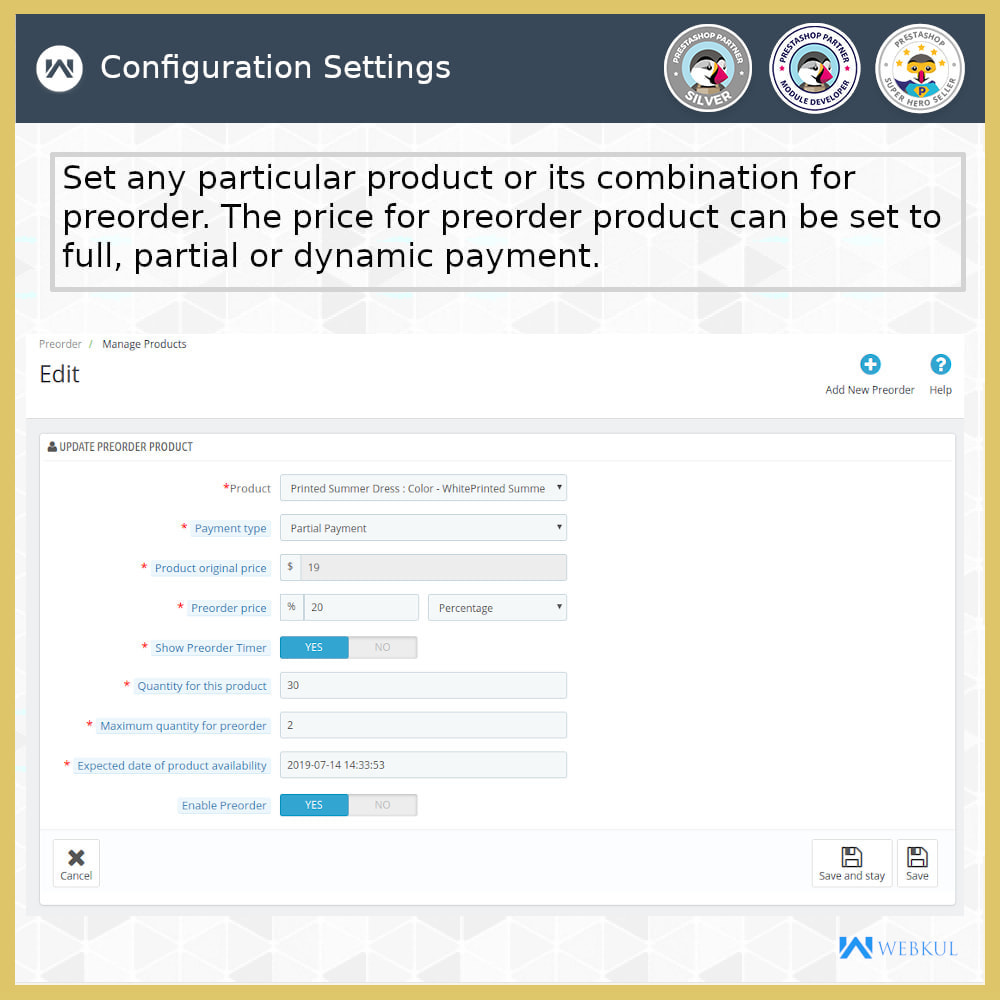 Configuration Settings
PRESTASHOP PARTNER
SILVER
PRESTASHOP PARTNER
MODULE DEVELOPER
PRESTASHOP
P
SUPER HERO SELLER
Set any particular product or its combination for
preorder. The price for preorder product can be set to
full, partial or dynamic payment.
Preorder / Manage Products
Edit
Add New Preorder
? Help
UPDATE PREORDER PRODUCT
*Product Printed Summer Dress : Color - WhitePrinted Summe
* Payment type Partial Payment
* Product original price $ 19
* Preorder price % 20 Percentage
* Show Preorder Timer YES NO
* Quantity for this product 30
* Maximum quantity for preorder 2
* Expected date of product availability 2019-07-14 14:33:53
Enable Preorder YES NO
Cancel Save and stay Save
WEBKUL